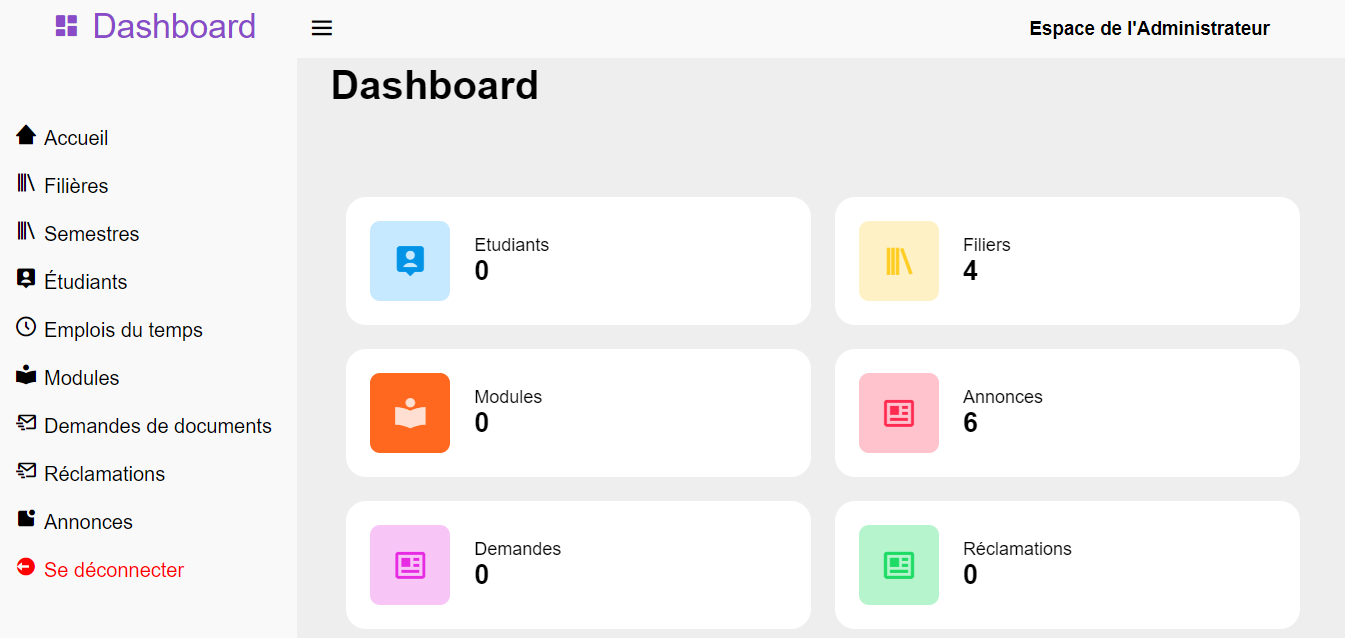 Dashboard
Espace de l'Administrateur
Dashboard
Accueil
Filières
Semestres
Étudiants
Emplois du temps
Modules
Demandes de documents
Réclamations
Annonces
Se déconnecter
Etudiants
0
Filiers
4
Modules
0
Annonces
6
Demandes
0
Réclamations
0